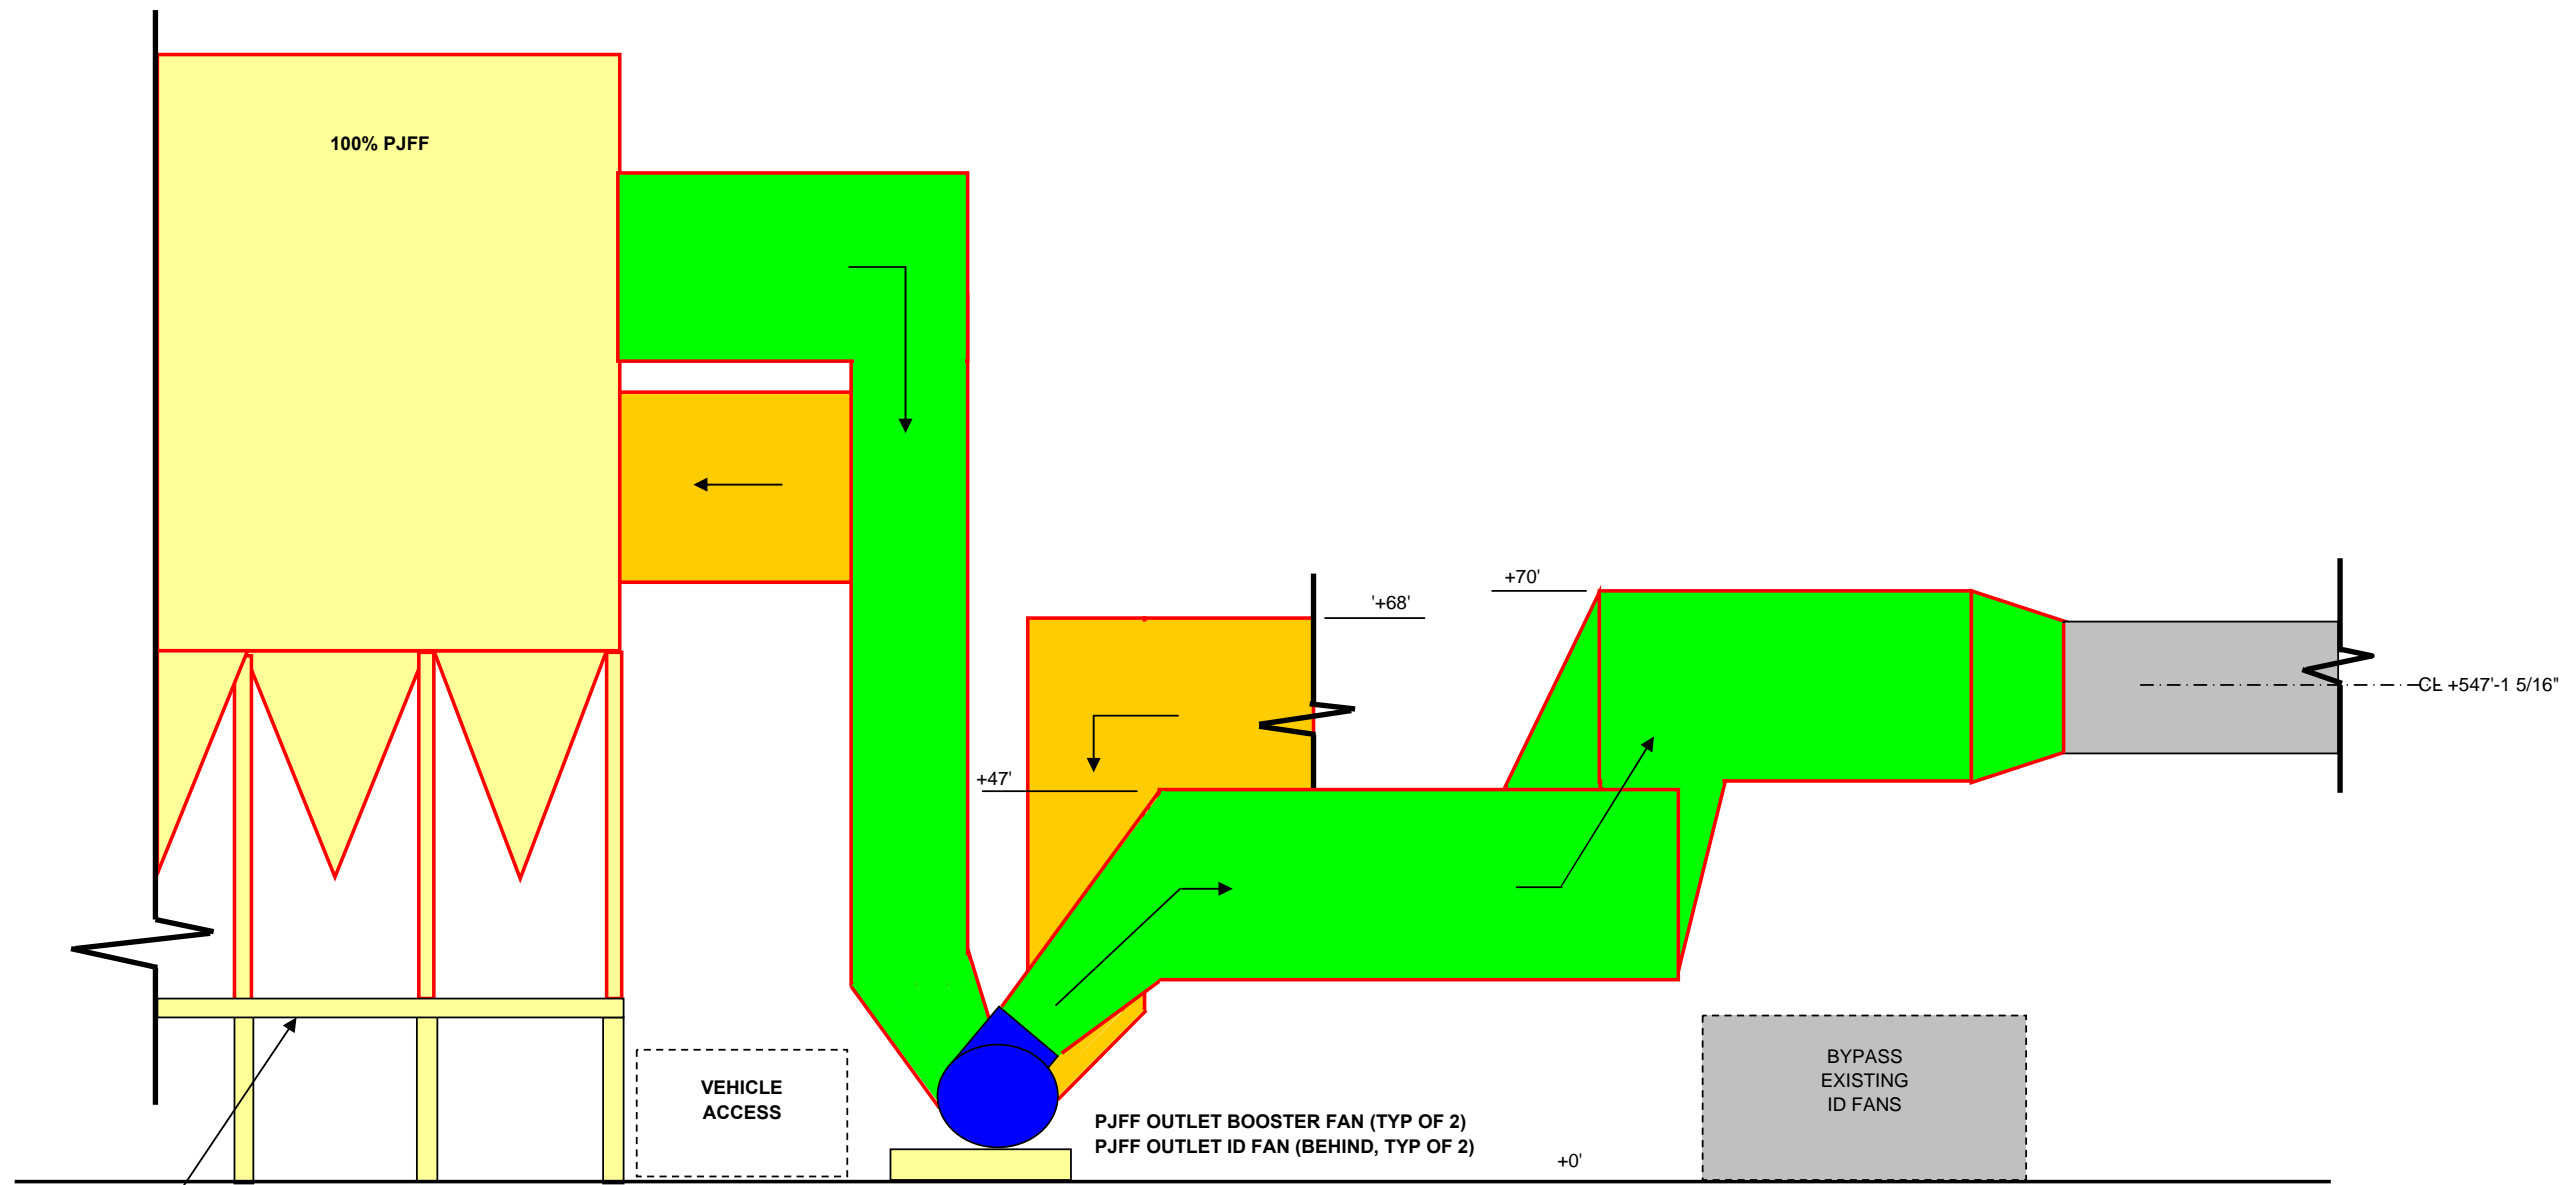 100% PJFF
+70'
'+68'
CL +547'-1 5/16"
+47'
VEHICLE
ACCESS
BYPASS
EXISTING
ID FANS
PJFF OUTLET BOOSTER FAN (TYP OF 2)
PJFF OUTLET ID FAN (BEHIND, TYP OF 2)
+0'